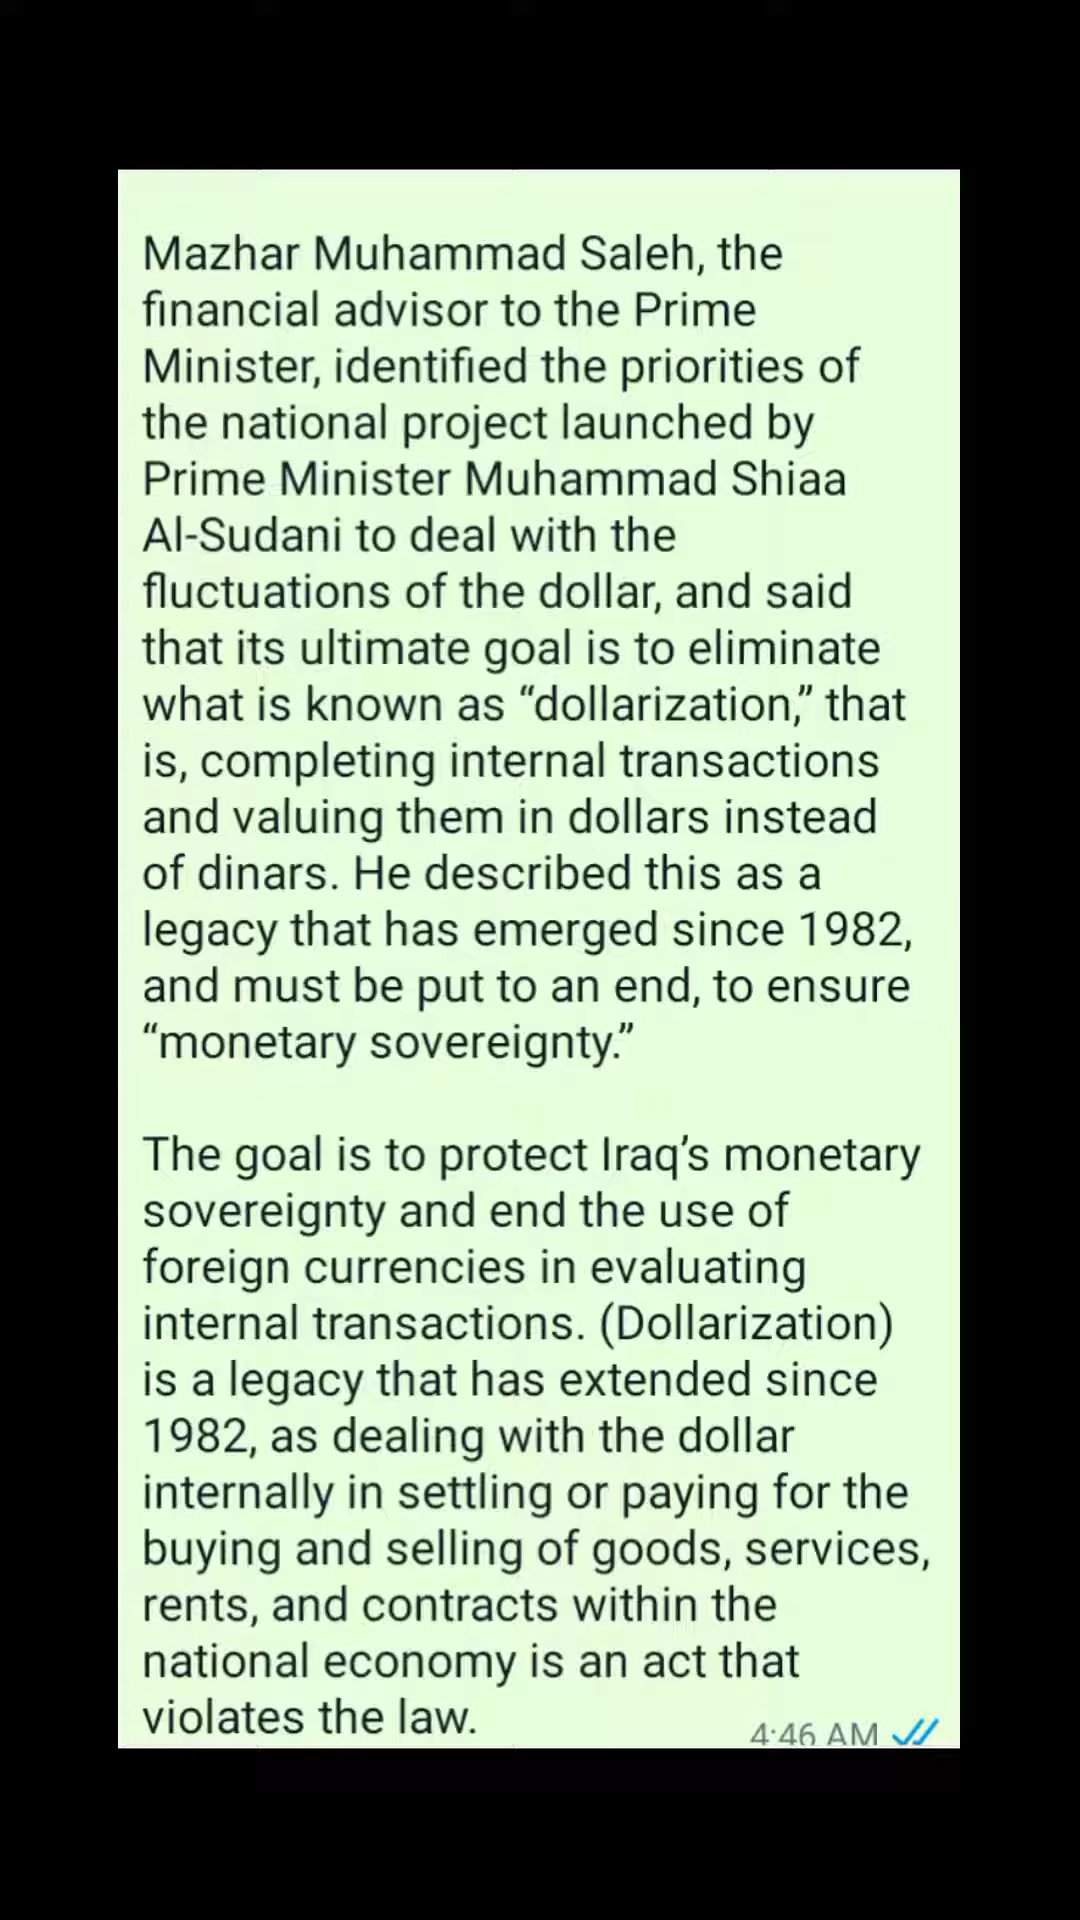 Mazhar Muhammad Saleh, the
financial advisor to the Prime
Minister, identified the priorities of
the national project launched by
Prime Minister Muhammad Shiaa
Al-Sudani to deal with the
fluctuations of the dollar, and said
that its ultimate goal is to eliminate
what is known as “dollarization,” that
is, completing internal transactions
and valuing them in dollars instead
of dinars. He described this as a
legacy that has emerged since 1982,
and must be put to an end, to ensure
“monetary sovereignty.”
The goal is to protect Iraq’s monetary
sovereignty and end the use of
foreign currencies in evaluating
internal transactions. (Dollarization)
is a legacy that has extended since
1982, as dealing with the dollar
internally in settling or paying for the
buying and selling of goods, services,
rents, and contracts within the
national economy is an act that
violates the law.
4:46 AM